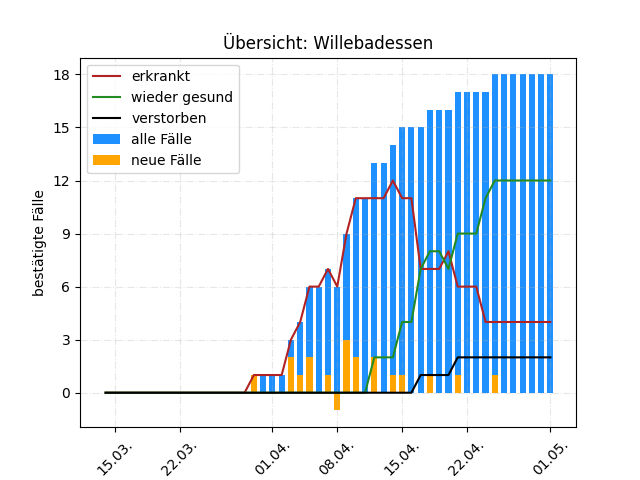 Übersicht: Willebadessen
bestätigte Fälle
18
15
12
9
6
3
0
erkrankt
wieder gesund
verstorben
alle Fälle
neue Fälle
15.03.
22.03.
01.04.
08.04.
15.04.
22.04.
01.05.